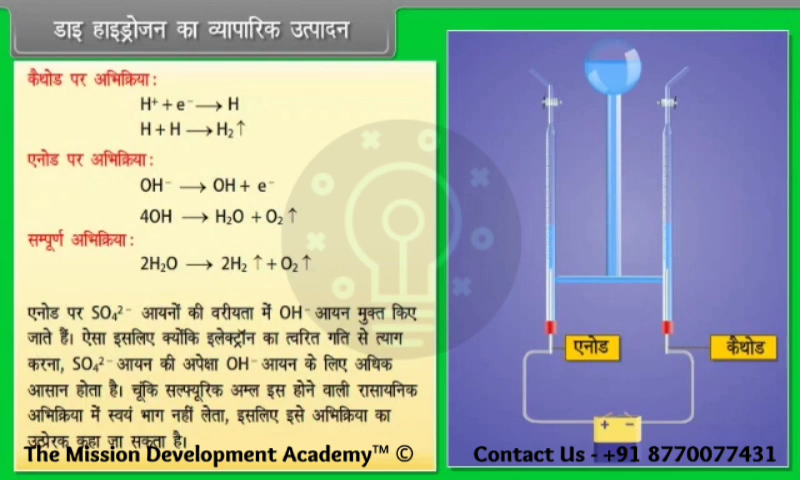 डाइ हाइड्रोजन का व्यापारिक उत्पादन
कैथोड पर अभिक्रिया:
H⁺ + e⁻ ⟶ H
H + H ⟶ H₂↑
एनोड पर अभिक्रिया:
OH⁻ ⟶ OH + e⁻
4OH ⟶ H₂O + O₂↑
सम्पूर्ण अभिक्रिया:
2H₂O ⟶ 2H₂↑ + O₂↑
एनोड पर SO₄²⁻ आयनों की वरीयता में OH⁻ आयन मुक्त किए
जाते हैं। ऐसा इसलिए क्योंकि इलेक्ट्रॉन का त्वरित गति से त्याग
करना, SO₄²⁻ आयन की अपेक्षा OH⁻ आयन के लिए अधिक
आसान होता है। चूंकि सल्फ्यूरिक अम्ल इस होने वाली रासायनिक
अभिक्रिया में स्वयं भाग नहीं लेता, इसलिए इसे अभिक्रिया का
उत्प्रेरक कहा जा सकता है।
एनोड
कैथोड
+ −
The Mission Development Academy™ ©
Contact Us - +91 8770077431